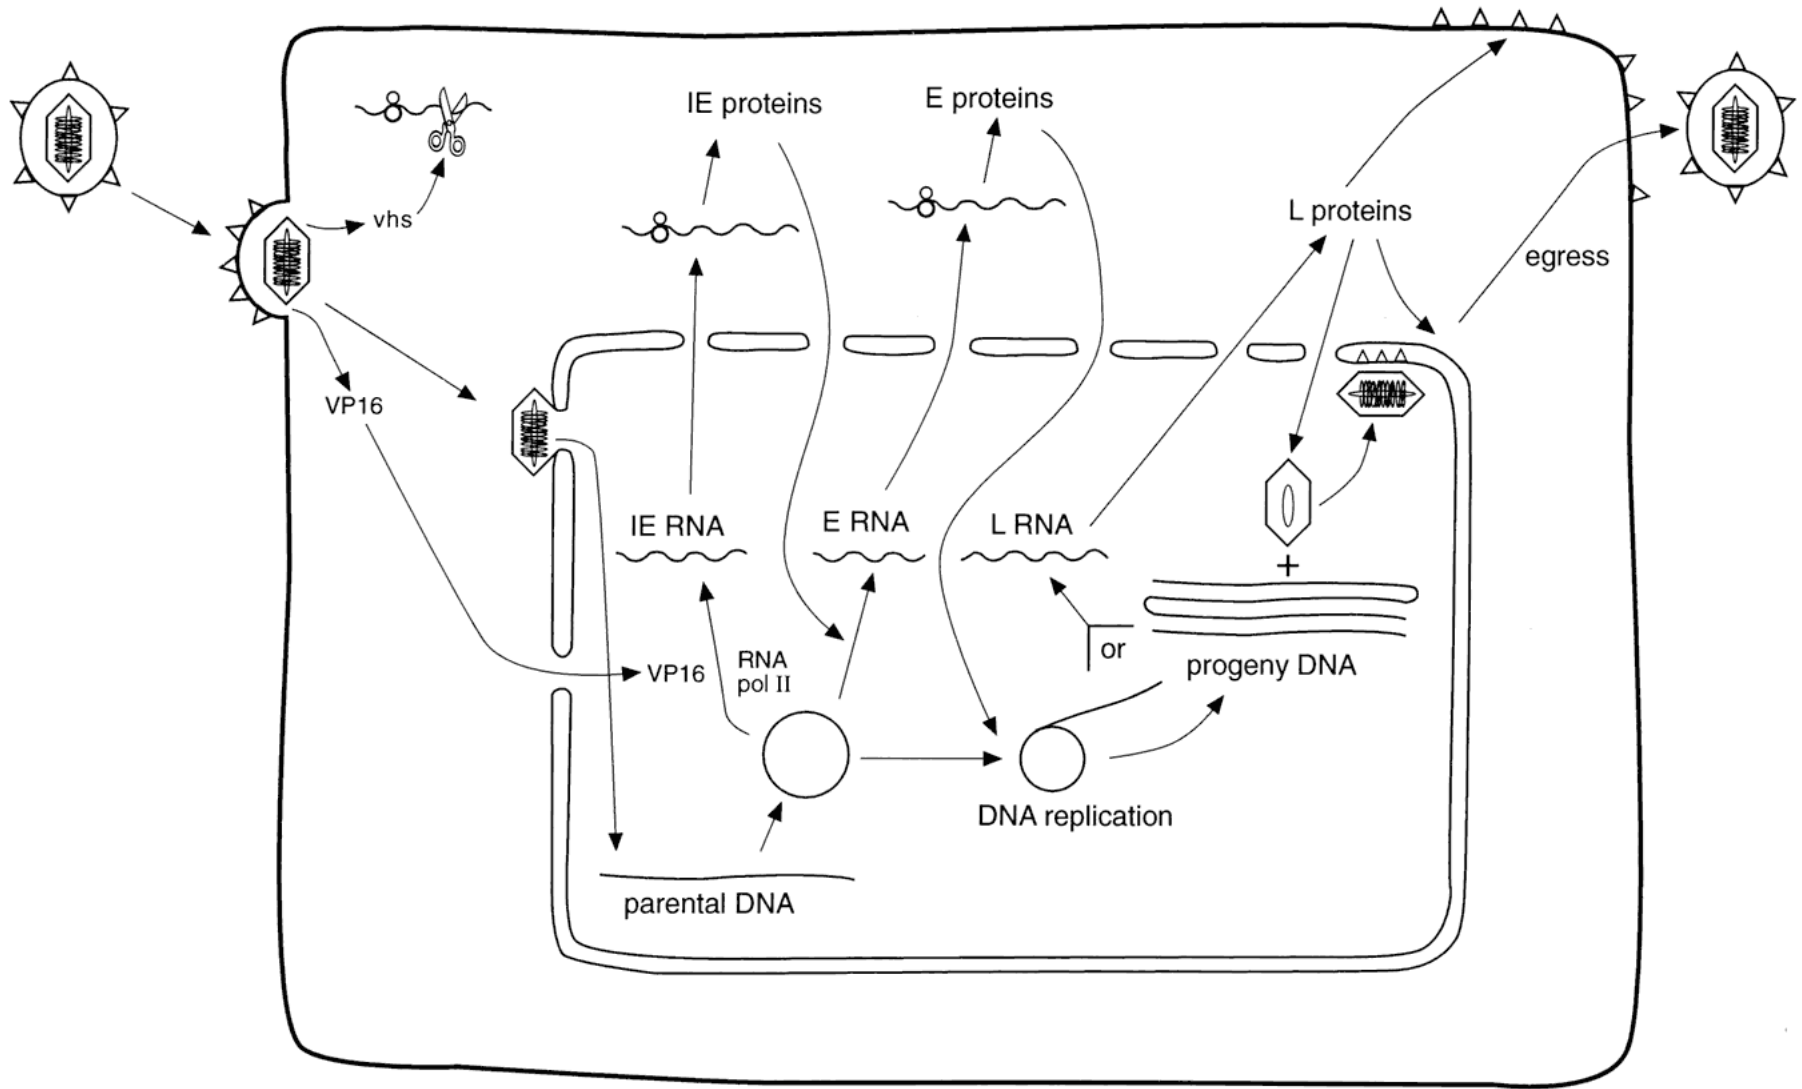 IE proteins
E proteins
vhs
L proteins
egress
VP16
IE RNA
E RNA
L RNA
+
or
VP16
RNA
pol II
progeny DNA
DNA replication
parental DNA